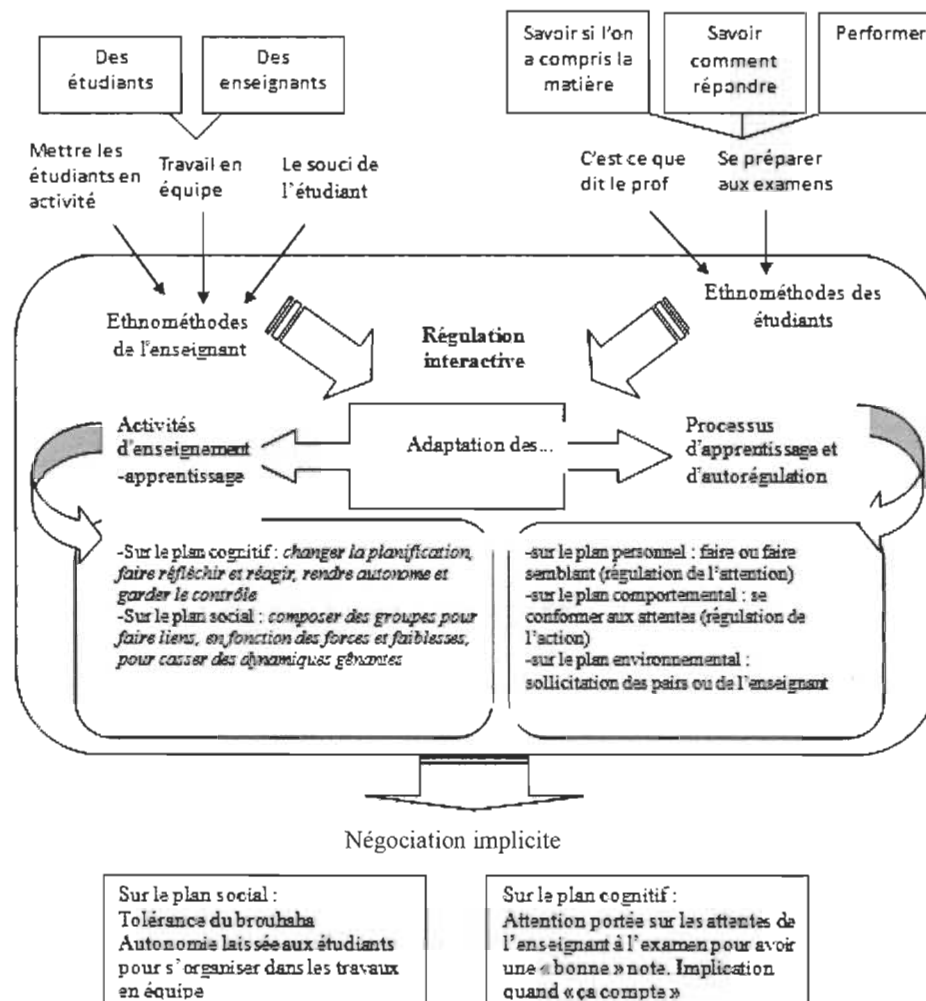 Des
étudiants
Des
enseignants
Savoir si l'on
a compris la
matière
Savoir
comment
répondre
Performer
Mettre les
étudiants en
activité
Travail en
équipe
Le souci de
l'étudiant
C'est ce que
dit le prof
Se préparer
aux examens
Ethnométhodes
de l'enseignant
Régulation
interactive
Ethnométhodes des
étudiants
Activités
d'enseignement
-apprentissage
Adaptation des...
Processus
d'apprentissage et
d'autorégulation
-Sur le plan cognitif : changer la planification,
faire réfléchir et réagir, rendre autonome et
garder le contrôle
-Sur le plan social : composer des groupes pour
faire liens, en fonction des forces et faiblesses,
pour casser des dynamiques gênantes
-sur le plan personnel : faire ou faire
semblant (régulation de l'attention)
-sur le plan comportemental : se
conformer aux attentes (régulation de
l'action)
-sur le plan environnemental :
sollicitation des pairs ou de l'enseignant
Négociation implicite
Sur le plan social :
Tolérance du brouhaha
Autonomie laissée aux étudiants
pour s'organiser dans les travaux
en équipe
Sur le plan cognitif :
Attention portée sur les attentes de
l'enseignant à l'examen pour avoir
une « bonne » note. Implication
quand « ça compte »